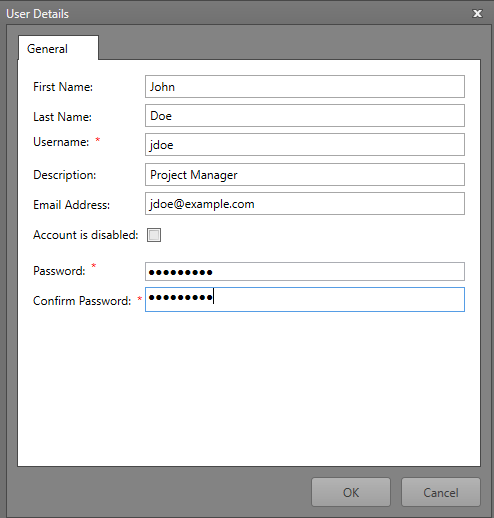 User Details x
General
First Name: John
Last Name: Doe
Username: * jdoe
Description: Project Manager
Email Address: jdoe@example.com
Account is disabled:
Password: * ●●●●●●●●●
Confirm Password: * ●●●●●●●●●
OK Cancel